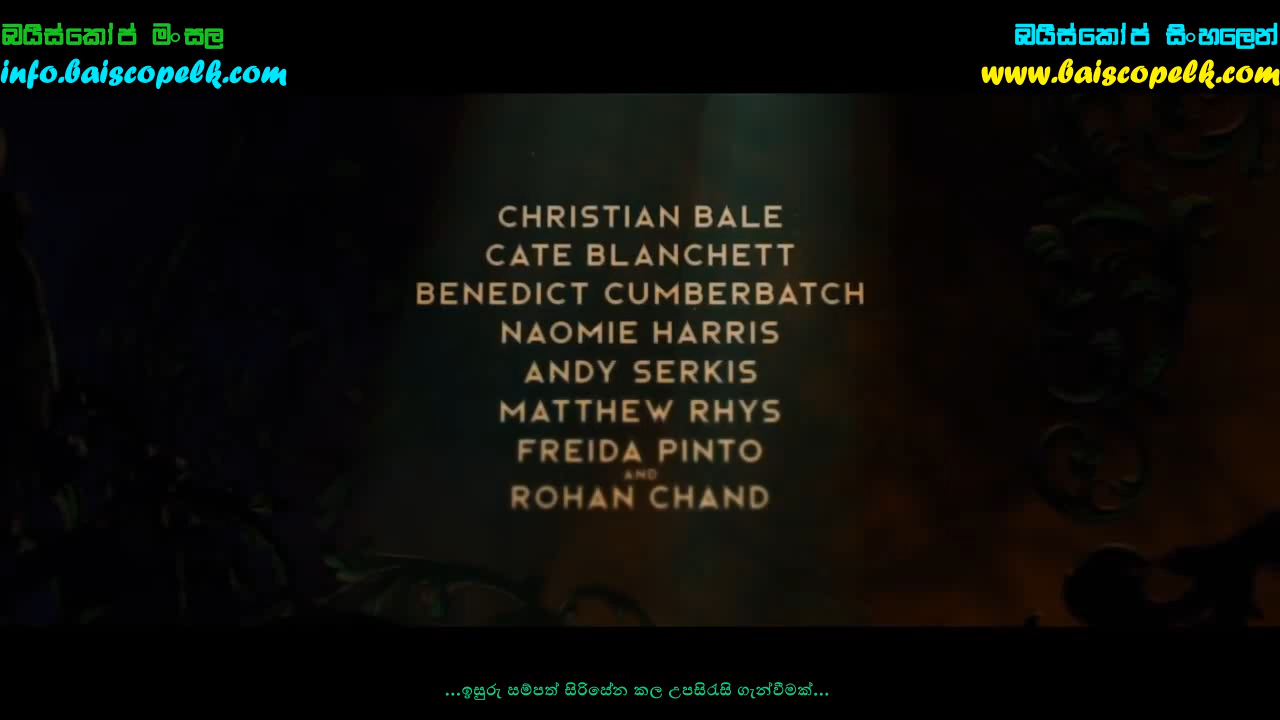 බයිස්කෝප් මංසල
info.baiscopelk.com
බයිස්කෝප් සිංහලෙන්
www.baiscopelk.com
CHRISTIAN BALE
CATE BLANCHETT
BENEDICT CUMBERBATCH
NAOMIE HARRIS
ANDY SERKIS
MATTHEW RHYS
FREIDA PINTO
AND
ROHAN CHAND
...ඉසුරු සම්පත් සිරිසේන කල උපසිරැසි ගැන්වීමක්...